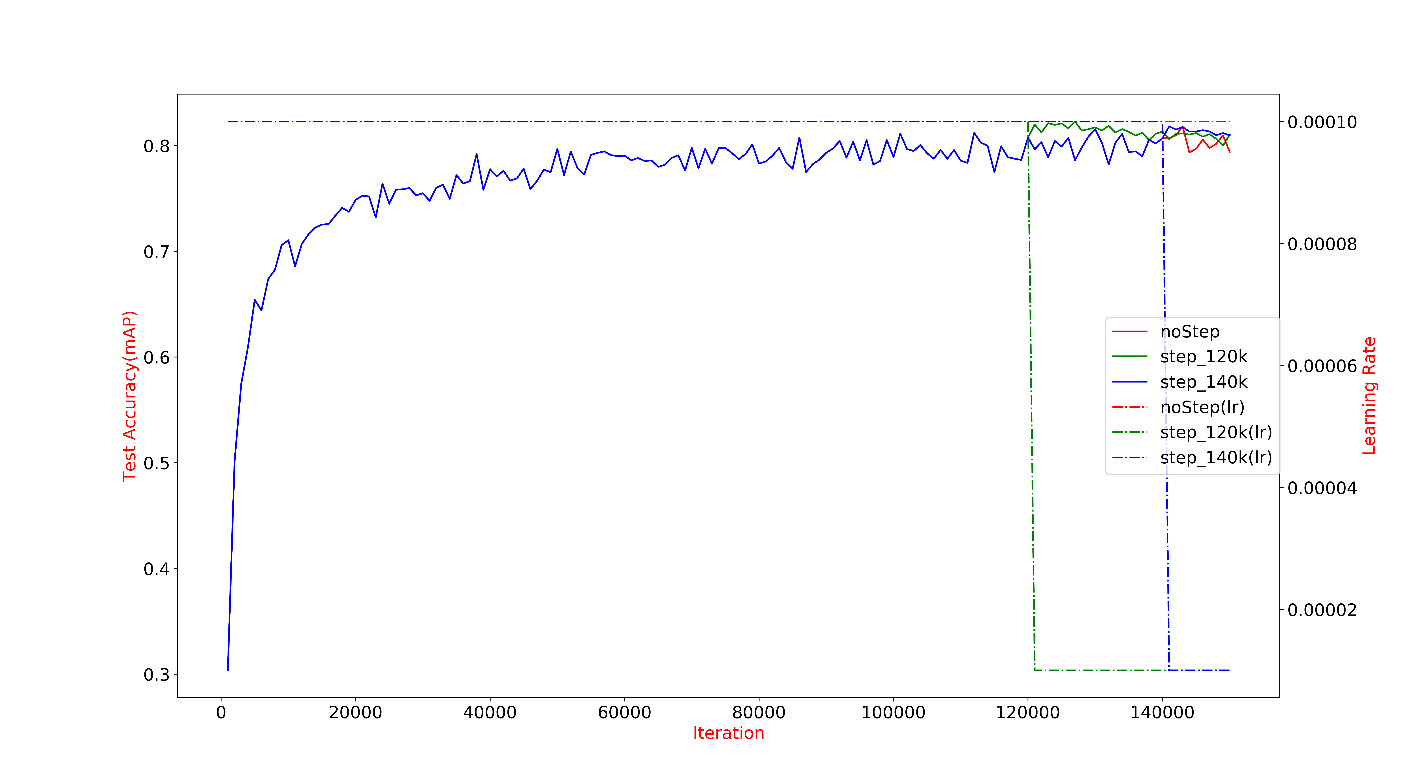 0.8
0.7
0.6
0.5
0.4
0.3
Test Accuracy(mAP)
0
20000
40000
60000
80000
100000
120000
140000
Iteration
0.00010
0.00008
0.00006
0.00004
0.00002
Learning Rate
noStep
step_120k
step_140k
noStep(lr)
step_120k(lr)
step_140k(lr)